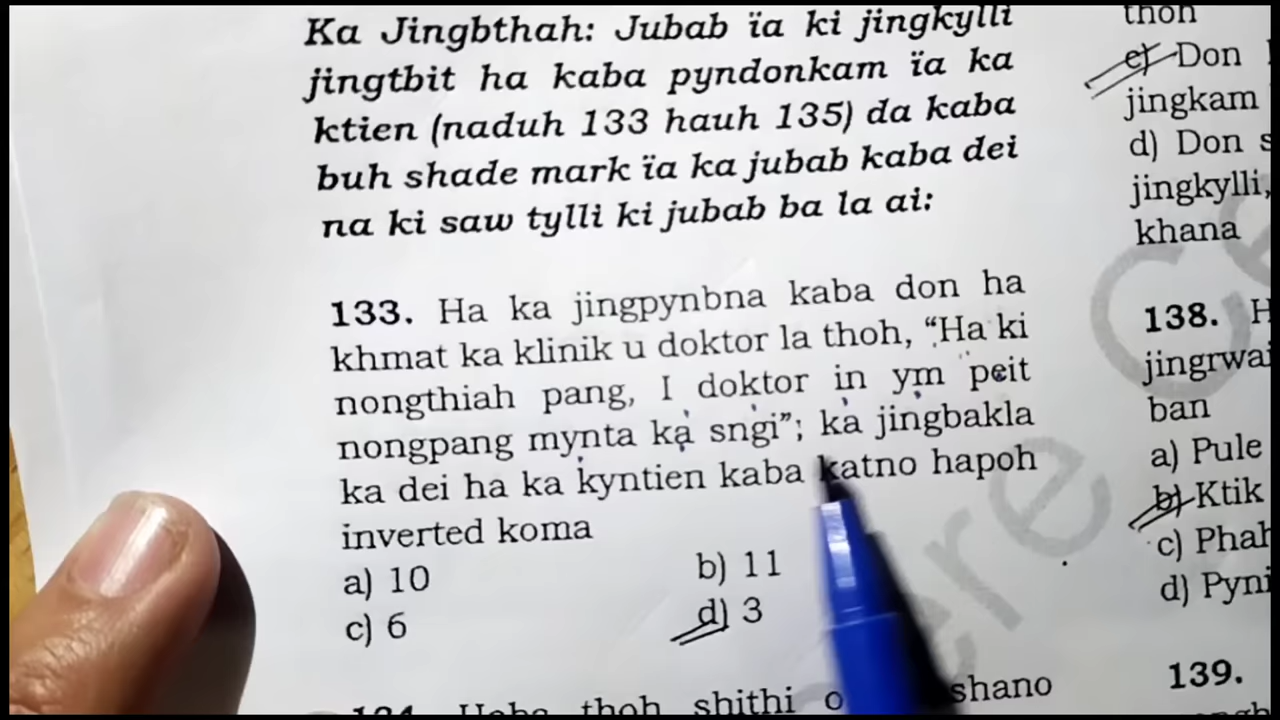 Ka Jingbthah: Jubab ïa ki jingkylli
jingtbit ha kaba pyndonkam ïa ka
ktien (naduh 133 hauh 135) da kaba
buh shade mark ïa ka jubab kaba dei
na ki saw tylli ki jubab ba la ai:
133. Ha ka jingpynbna kaba don ha
khmat ka klinik u doktor la thoh, “Ha ki
nongthiah pang, I doktor in ym peit
nongpang mynta ka sngi”; ka jingbakla
ka dei ha ka kyntien kaba katno hapoh
inverted koma
a) 10
b) 11
c) 6
d) 3
thoh shithi
shano
thoh
c) Don
jingkam
d) Don
jingkylli,
khana
138. H
jingrwai
ban
a) Pule
b) Ktik
c) Phah
d) Pyni
139.